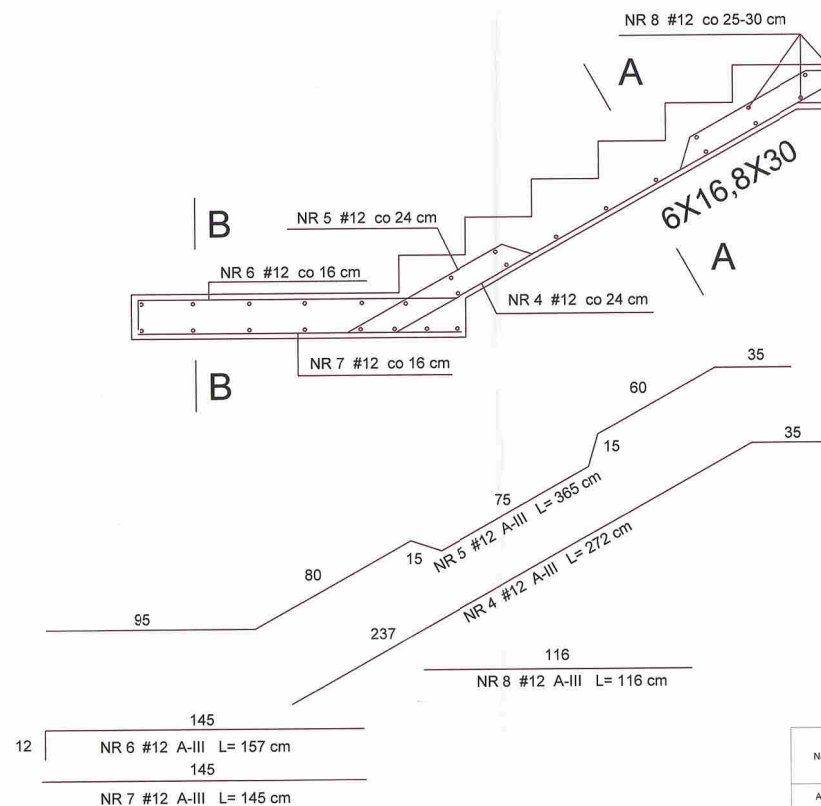 NR 8 #12 co 25-30 cm
A
6X16,8X30
B
NR 5 #12 co 24 cm
A
NR 6 #12 co 16 cm
NR 4 #12 co 24 cm
NR 7 #12 co 16 cm
B
35
60
15
35
75
NR 5 #12 A-III L= 365 cm
15
80
NR 4 #12 A-III L= 272 cm
95
237
116
NR 8 #12 A-III L= 116 cm
145
12
NR 6 #12 A-III L= 157 cm
145
NR 7 #12 A-III L= 145 cm